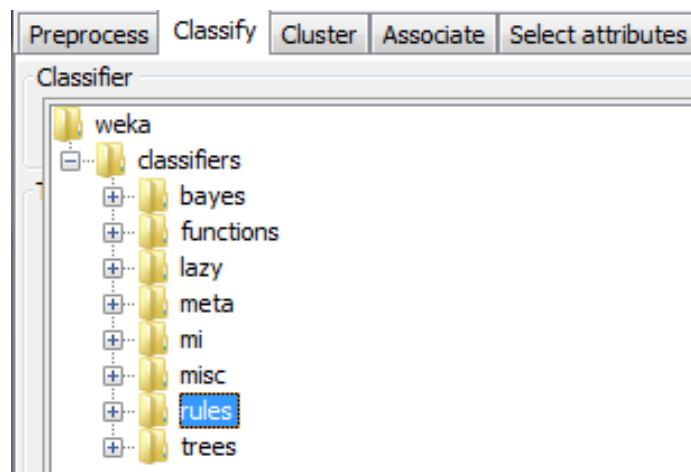 Preprocess Classify Cluster Associate Select attributes
Classifier
weka
classifiers
bayes
functions
lazy
meta
mi
misc
rules
trees